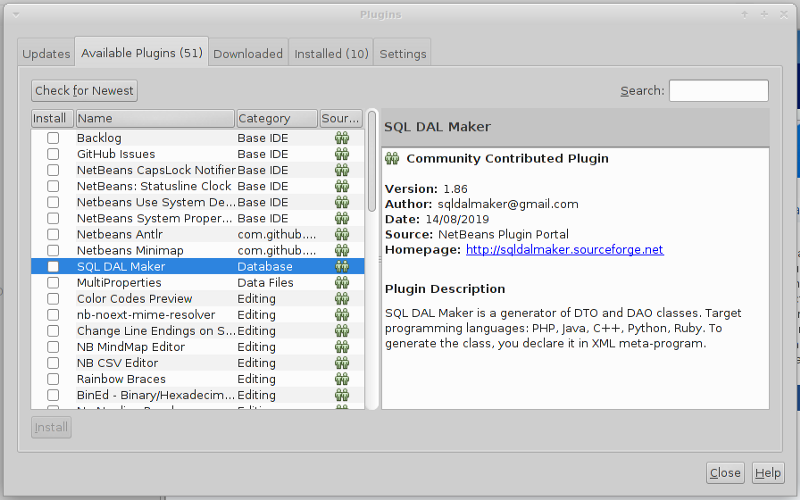 Plugins
Updates Available Plugins (51) Downloaded Installed (10) Settings
Check for Newest Search:
Install Name Category Sour...
Backlog Base IDE
GitHub Issues Base IDE
NetBeans CapsLock Notifier Base IDE
NetBeans: Statusline Clock Base IDE
Netbeans Use System De... Base IDE
Netbeans System Proper... Base IDE
Netbeans Antlr com.github....
Netbeans Minimap com.github....
SQL DAL Maker Database
MultiProperties Data Files
Color Codes Preview Editing
nb-noext-mime-resolver Editing
Change Line Endings on S... Editing
NB MindMap Editor Editing
NB CSV Editor Editing
Rainbow Braces Editing
BinEd - Binary/Hexadecim... Editing
Editing
Install
SQL DAL Maker
Community Contributed Plugin
Version: 1.86
Author: sqldalmaker@gmail.com
Date: 14/08/2019
Source: NetBeans Plugin Portal
Homepage: http://sqldalmaker.sourceforge.net
Plugin Description
SQL DAL Maker is a generator of DTO and DAO classes. Target
programming languages: PHP, Java, C++, Python, Ruby. To
generate the class, you declare it in XML meta-program.
Close Help